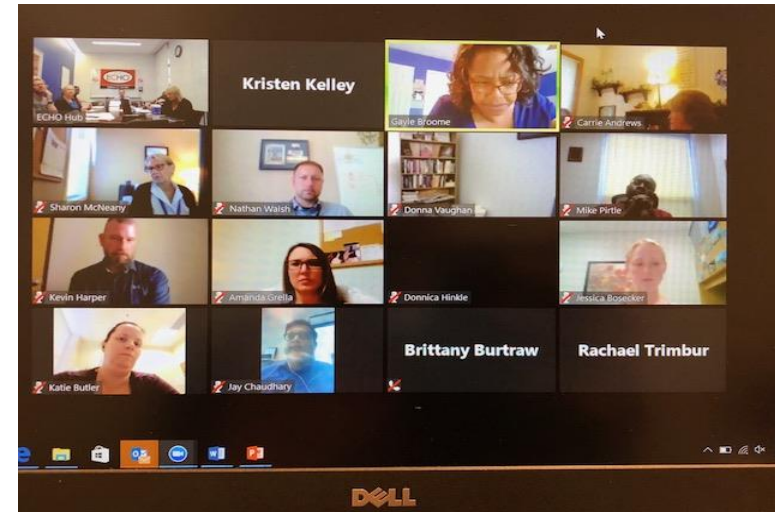 ECHO
ECHO Hub
Kristen Kelley
Gayle Broome
Carrie Andrews
Sharon McNeany
Nathan Walsh
Donna Vaughan
Mike Pirtle
Kevin Harper
Amanda Grella
Donnica Hinkle
Jessica Bosecker
Katie Butler
Jay Chaudhary
Brittany Burtraw
Rachael Trimbur
DELL